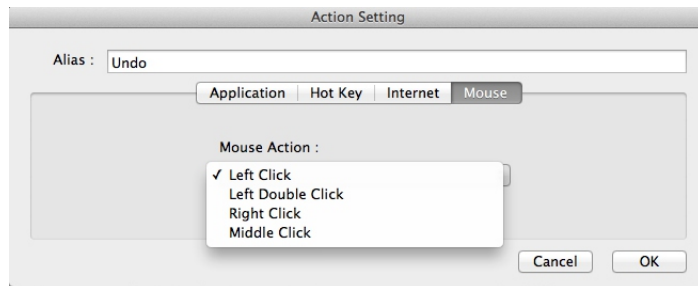 Action Setting
Alias : Undo
Application Hot Key Internet Mouse
Mouse Action :
✓ Left Click
Left Double Click
Right Click
Middle Click
Cancel OK